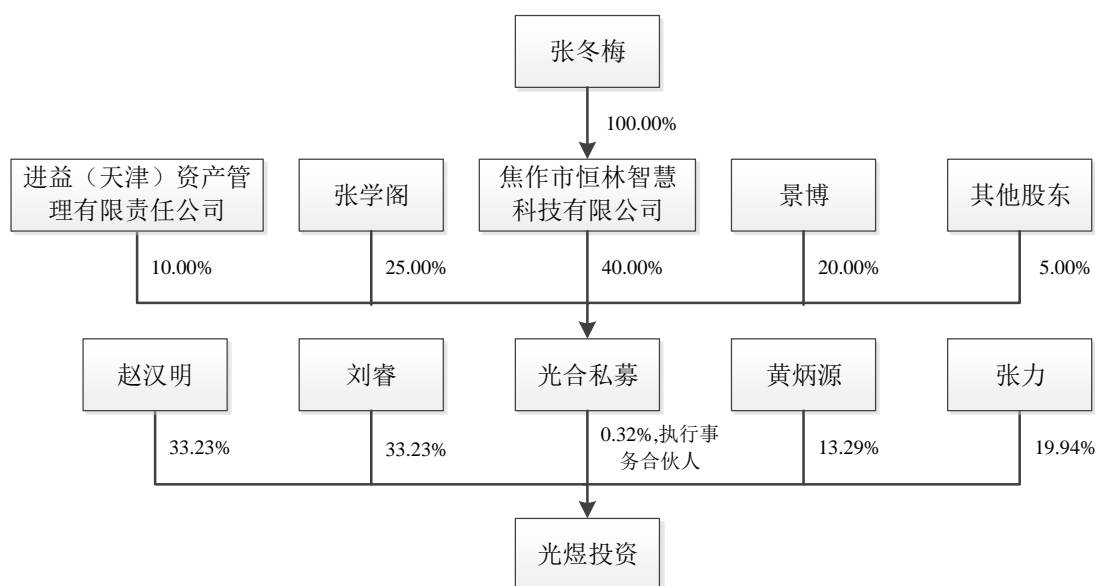 张冬梅
100.00%
进益（天津）资产管
理有限责任公司
张学阁
焦作市恒林智慧
科技有限公司
景博
其他股东
10.00%
25.00%
40.00%
20.00%
5.00%
赵汉明
刘睿
光合私募
黄炳源
张力
33.23%
33.23%
0.32%,执行事
务合伙人
13.29%
19.94%
光煜投资